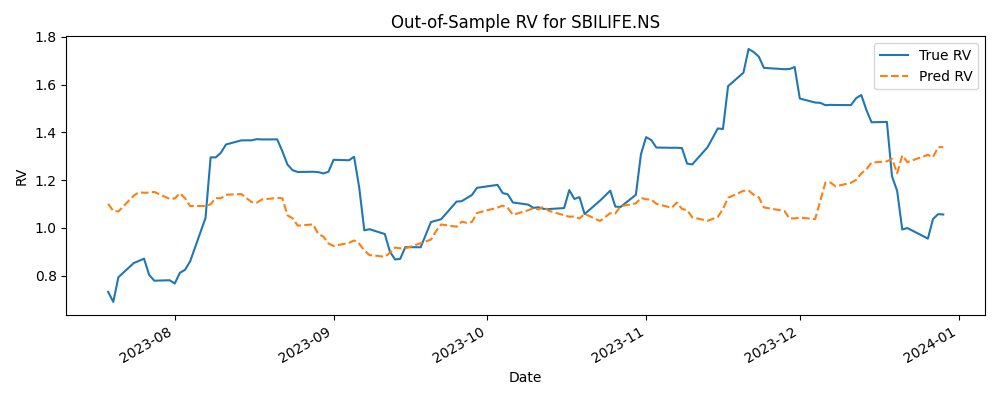 Out-of-Sample RV for SBILIFE.NS
1.8
1.6
1.4
1.2
1.0
0.8
RV
True RV
Pred RV
2023-08
2023-09
2023-10
2023-11
2023-12
2024-01
Date